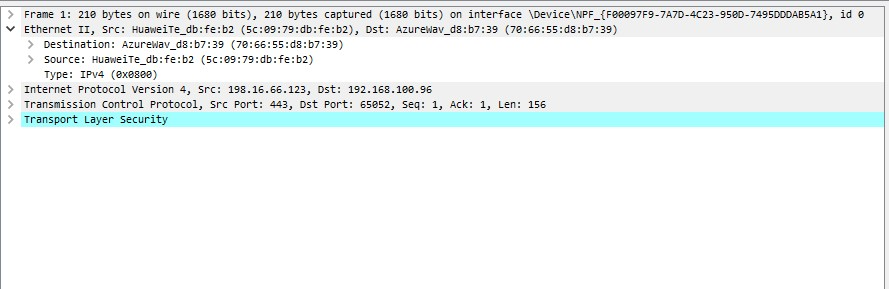 Frame 1: 210 bytes on wire (1680 bits), 210 bytes captured (1680 bits) on interface \Device\NPF_{F00097F9-7A7D-4C23-950D-7495DDDAB5A1}, id 0
Ethernet II, Src: HuaweiTe_db:fe:b2 (5c:09:79:db:fe:b2), Dst: AzureWav_d8:b7:39 (70:66:55:d8:b7:39)
Destination: AzureWav_d8:b7:39 (70:66:55:d8:b7:39)
Source: HuaweiTe_db:fe:b2 (5c:09:79:db:fe:b2)
Type: IPv4 (0x0800)
Internet Protocol Version 4, Src: 198.16.66.123, Dst: 192.168.100.96
Transmission Control Protocol, Src Port: 443, Dst Port: 65052, Seq: 1, Ack: 1, Len: 156
Transport Layer Security